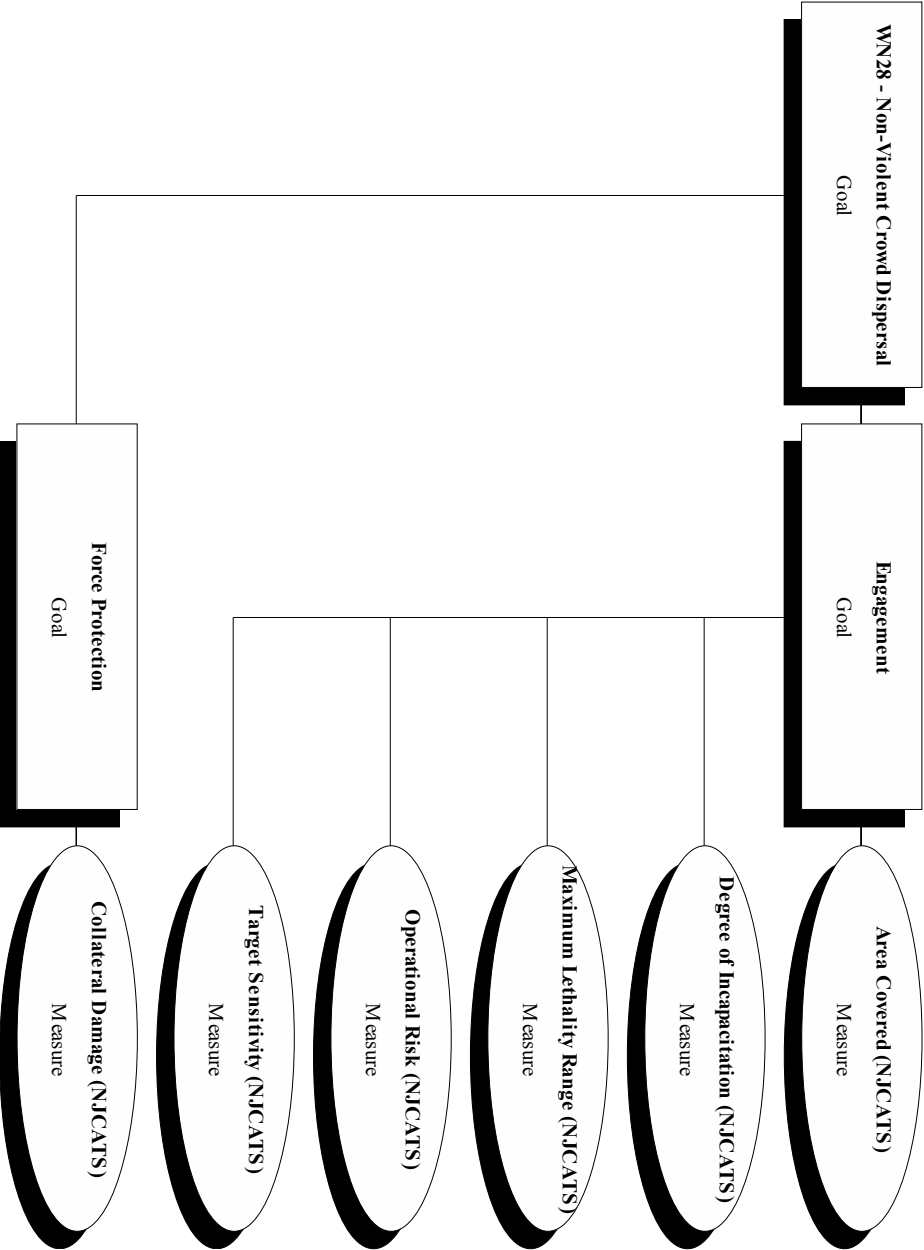 WN28 - Non-Violent Crowd Dispersal
Goal
Engagement
Goal
Area Covered (NJCATS)
Measure
Degree of Incapacitation (NJCATS)
Measure
Maximum Lethality Range (NJCATS)
Measure
Operational Risk (NJCATS)
Measure
Target Sensitivity (NJCATS)
Measure
Force Protection
Goal
Collateral Damage (NJCATS)
Measure